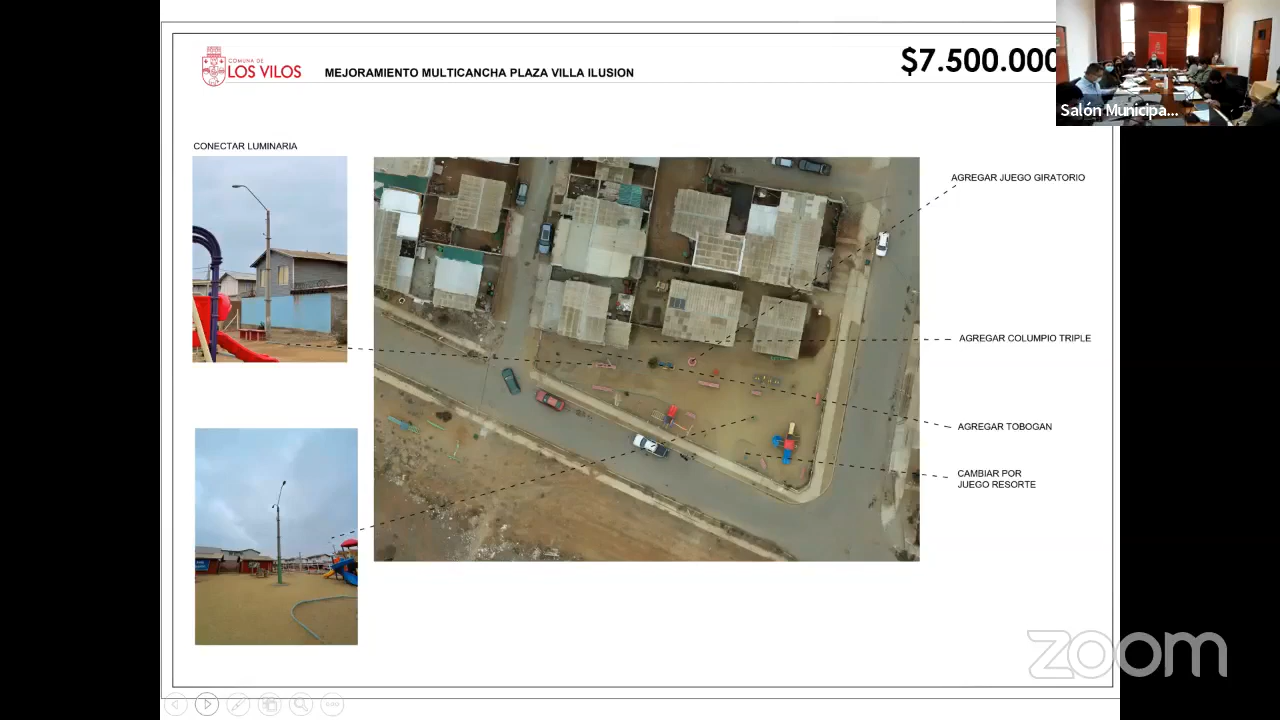 COMUNA DE
LOS VILOS
MEJORAMIENTO MULTICANCHA PLAZA VILLA ILUSION
$7.500.000
Salón Municipa...
CONECTAR LUMINARIA
AGREGAR JUEGO GIRATORIO
AGREGAR COLUMPIO TRIPLE
AGREGAR TOBOGAN
CAMBIAR POR
JUEGO RESORTE
zoom